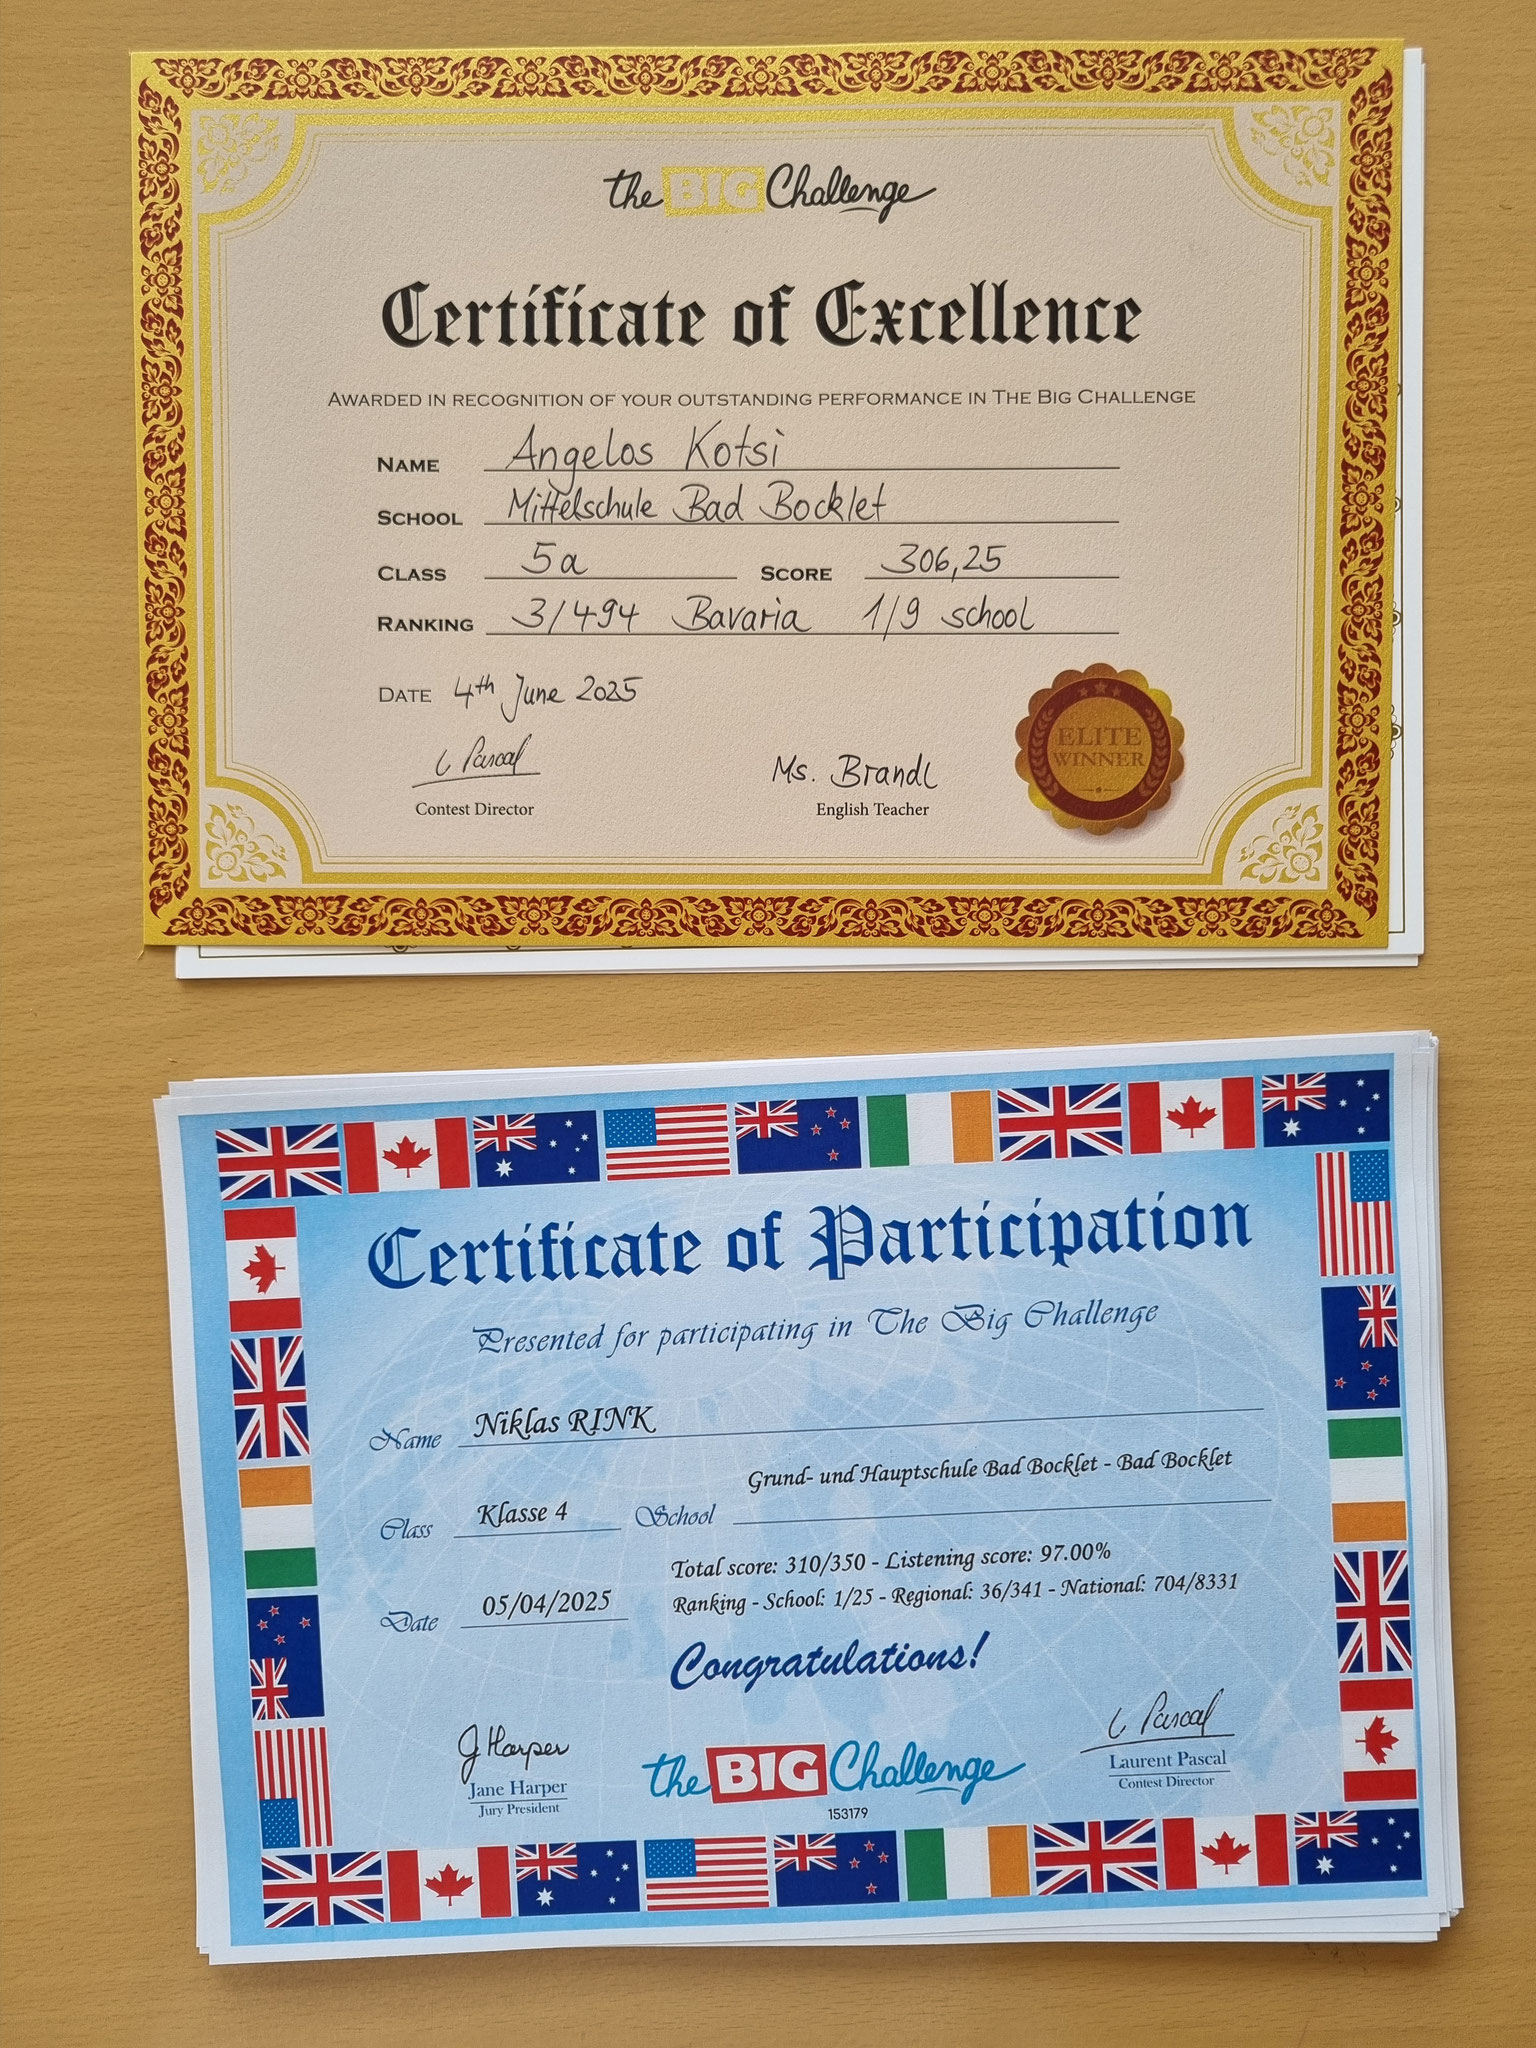 the BIG Challenge
Certificate of Excellence
AWARDED IN RECOGNITION OF YOUR OUTSTANDING PERFORMANCE IN THE BIG CHALLENGE
NAME Angelos Kotsi
SCHOOL Mittelschule Bad Bocklet
CLASS 5a SCORE 306,25
RANKING 3/494 Bavaria 1/9 school
DATE 4th June 2025
L Pascal Ms. Brandl
Contest Director English Teacher
ELITE
WINNER
Certificate of Participation
Presented for participating in The Big Challenge
Name Niklas RINK
Grund- und Hauptschule Bad Bocklet - Bad Bocklet
Class Klasse 4 School
Total score: 310/350 - Listening score: 97.00%
Date 05/04/2025 Ranking - School: 1/25 - Regional: 36/341 - National: 704/8331
Congratulations!
J Harper L Pascal
Jane Harper
Jury President
the BIG Challenge
153179
Laurent Pascal
Contest Director